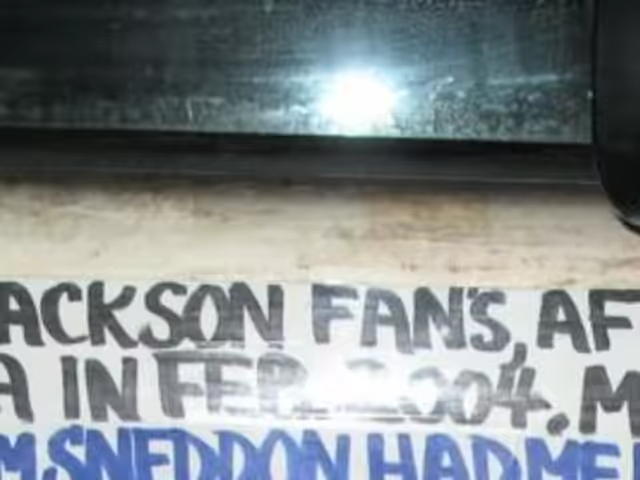 ACKSON FAN'S, AF
A IN FEB. 2004. M
M SNEDDON HAD ME